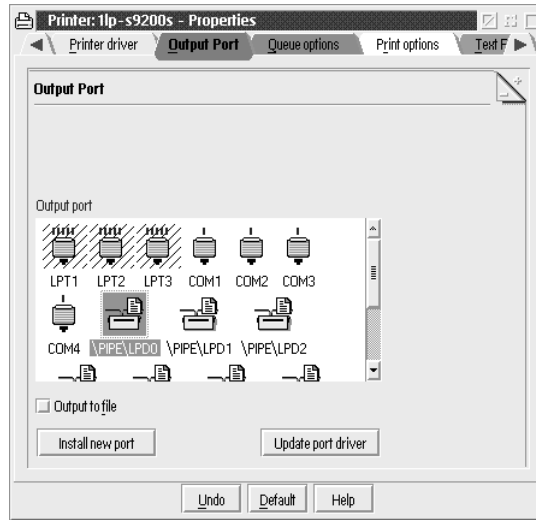 Printer: 1lp-s9200s - Properties
Printer driver Output Port Queue options Print options Text F
Output Port
Output port
LPT1 LPT2 LPT3 COM1 COM2 COM3
COM4 \PIPE\LPD0 \PIPE\LPD1 \PIPE\LPD2
Output to file
Install new port Update port driver
Undo Default Help